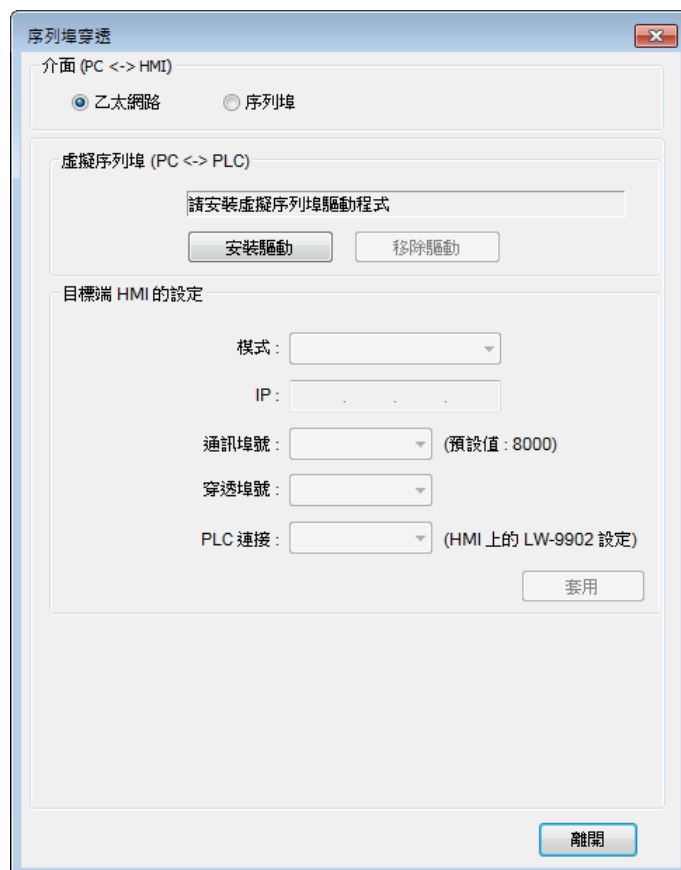 序列埠穿透
介面 (PC <-> HMI)
乙太網路 序列埠
虛擬序列埠 (PC <-> PLC)
請安裝虛擬序列埠驅動程式
安裝驅動 移除驅動
目標端 HMI 的設定
模式 :
IP : . . .
通訊埠號 : (預設值 : 8000)
穿透埠號 :
PLC 連接 : (HMI 上的 LW-9902 設定)
套用
離開